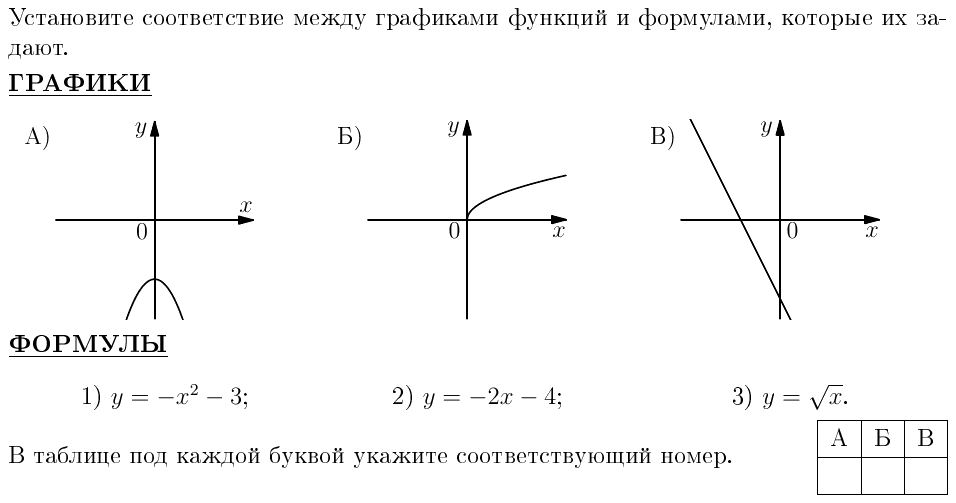 Установите соответствие между графиками функций и формулами, которые их за-
дают.
ГРАФИКИ
А) y x 0
Б) y 0 x
В) y 0 x
ФОРМУЛЫ
1) y = −x² − 3; 2) y = −2x − 4; 3) y = √x.
А Б В
В таблице под каждой буквой укажите соответствующий номер.